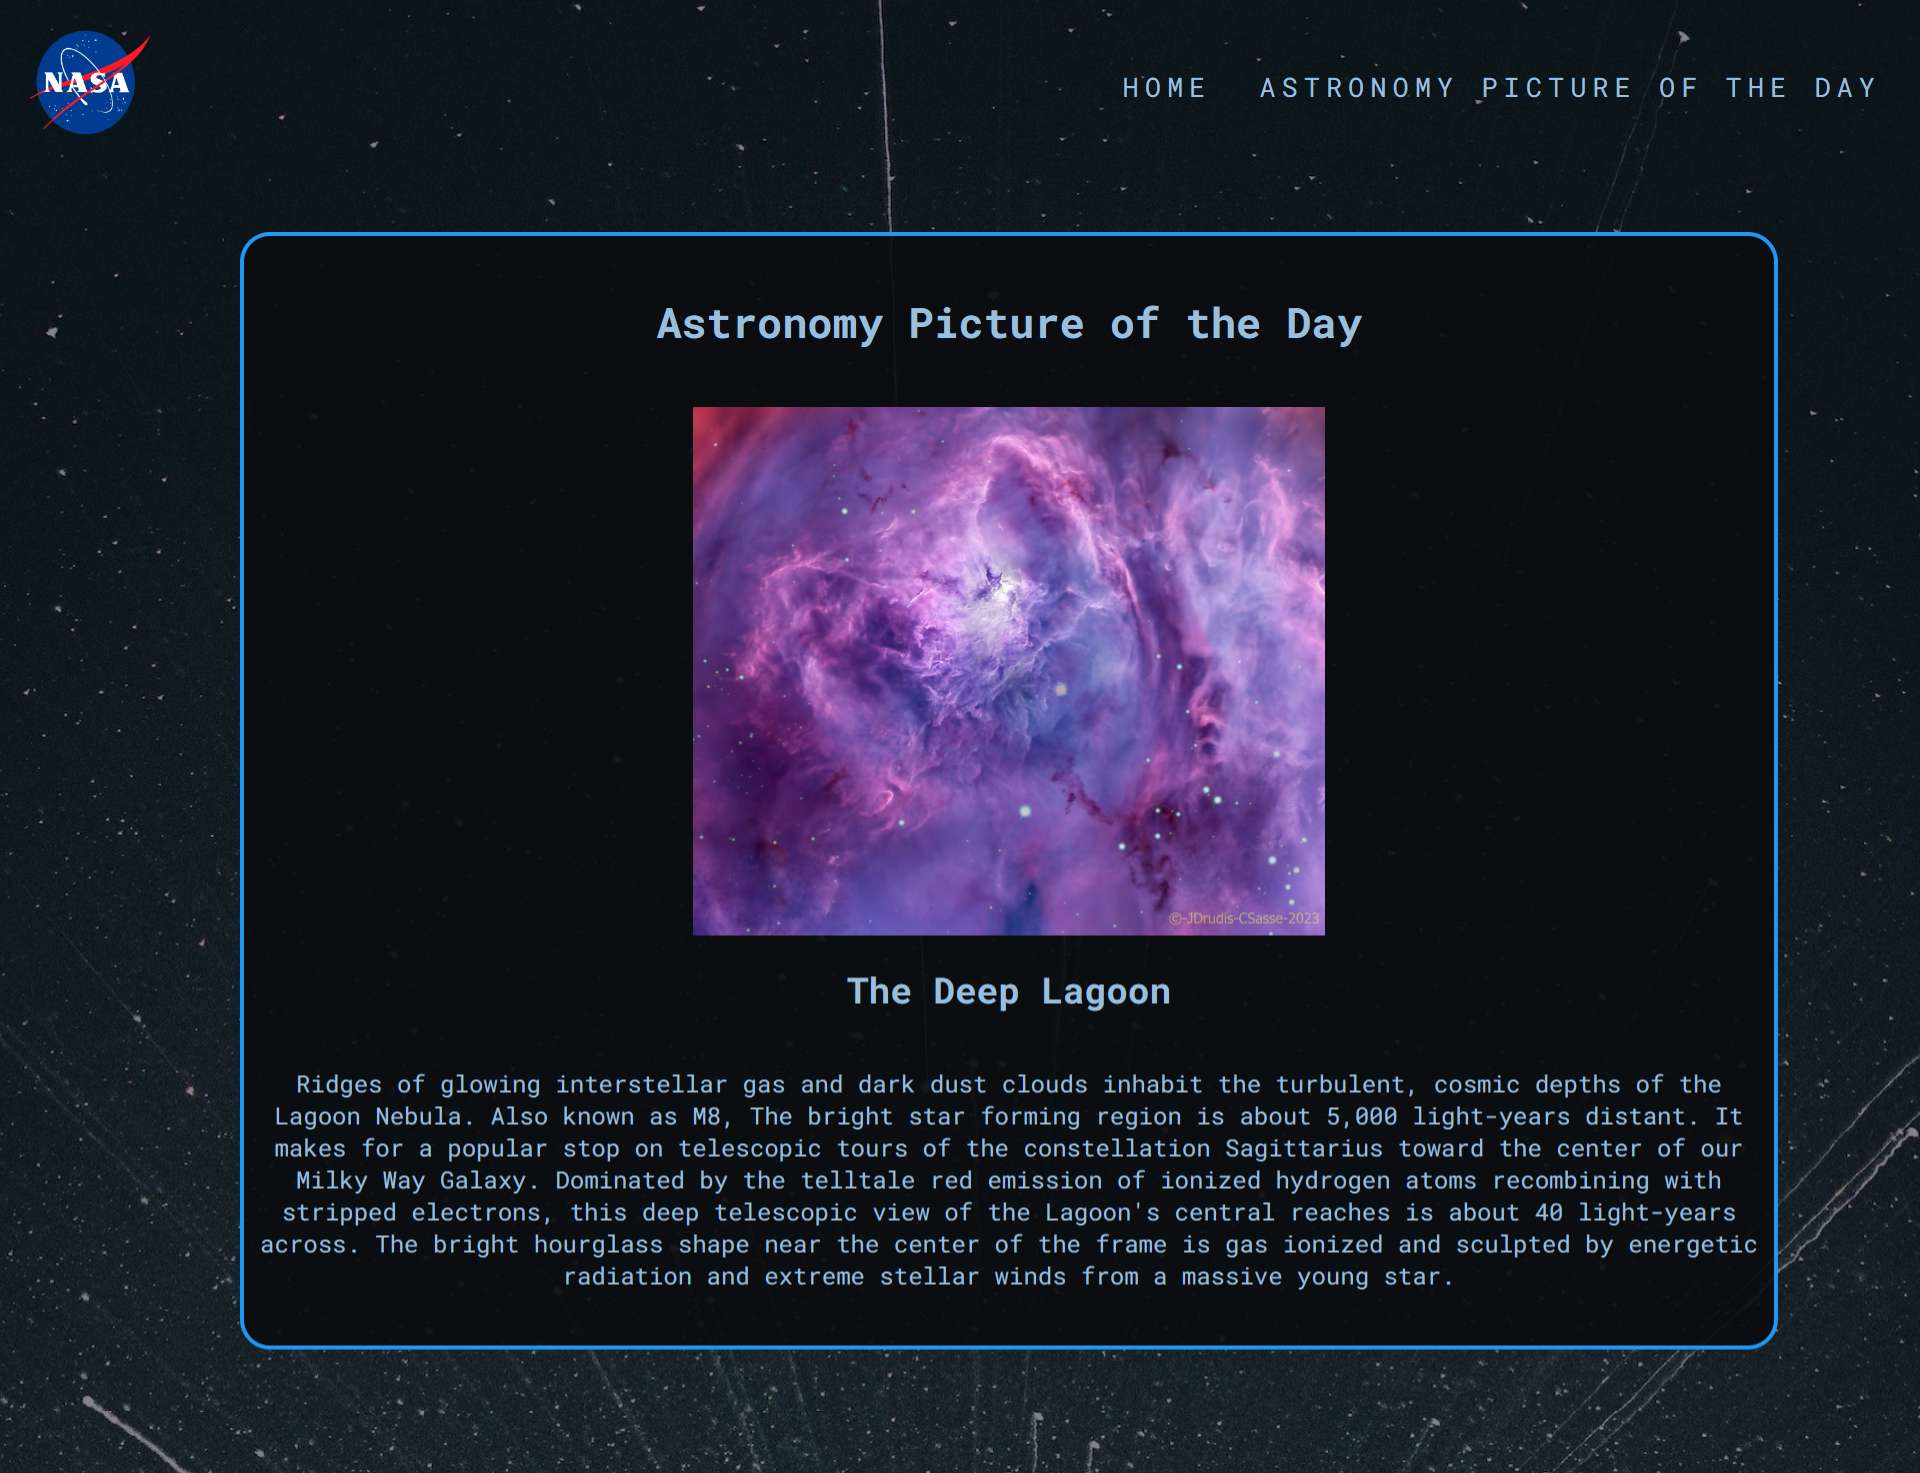 NASA
HOME ASTRONOMY PICTURE OF THE DAY
Astronomy Picture of the Day
©-JDrudis-CSasse-2023
The Deep Lagoon
Ridges of glowing interstellar gas and dark dust clouds inhabit the turbulent, cosmic depths of the
Lagoon Nebula. Also known as M8, The bright star forming region is about 5,000 light-years distant. It
makes for a popular stop on telescopic tours of the constellation Sagittarius toward the center of our
Milky Way Galaxy. Dominated by the telltale red emission of ionized hydrogen atoms recombining with
stripped electrons, this deep telescopic view of the Lagoon's central reaches is about 40 light-years
across. The bright hourglass shape near the center of the frame is gas ionized and sculpted by energetic
radiation and extreme stellar winds from a massive young star.